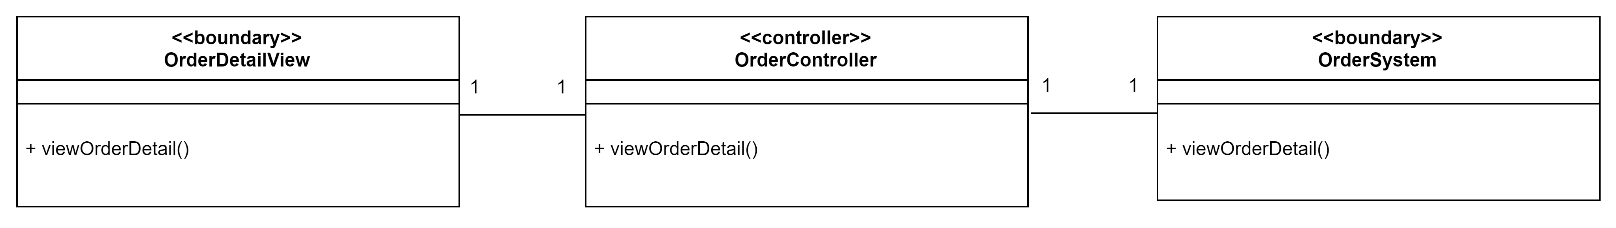 <<boundary>>
OrderDetailView
+ viewOrderDetail()
1
1
<<controller>>
OrderController
+ viewOrderDetail()
1
1
<<boundary>>
OrderSystem
+ viewOrderDetail()